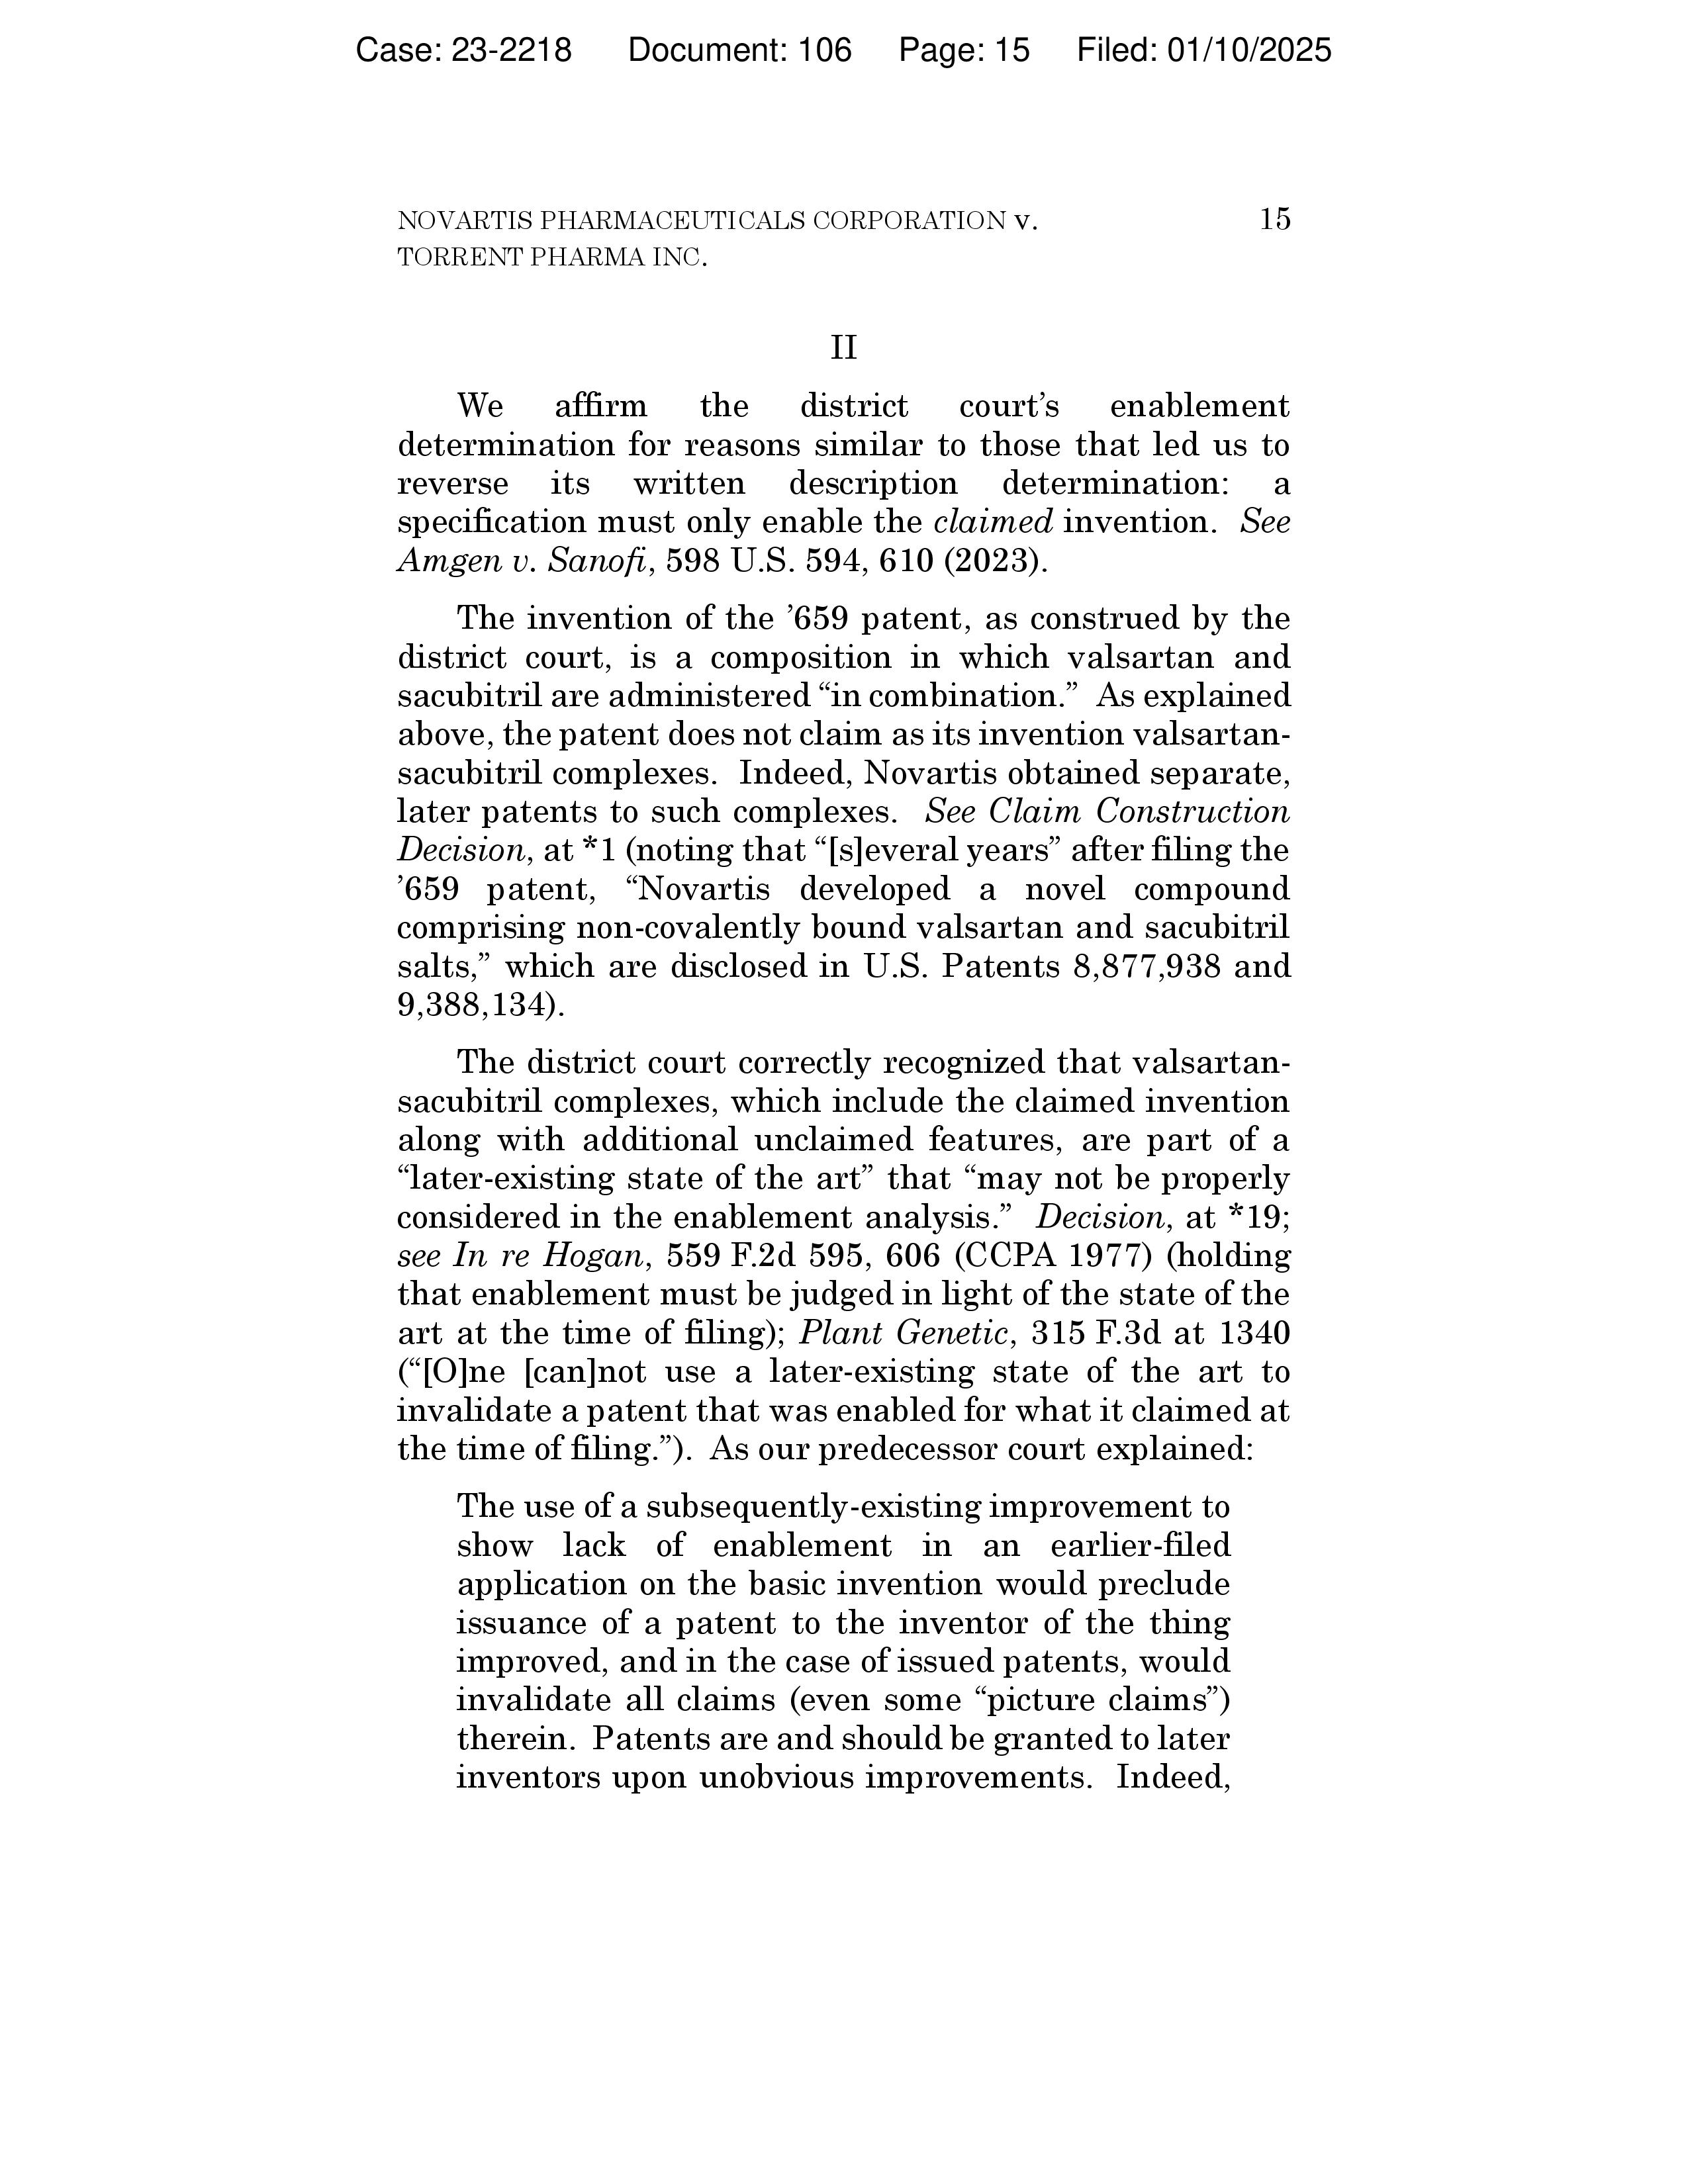 Case: 23-2218 Document: 106 Page: 15 Filed: 01/10/2025
NOVARTIS PHARMACEUTICALS CORPORATION v. 15
TORRENT PHARMA INC.
II
We affirm the district court’s enablement
determination for reasons similar to those that led us to
reverse its written description determination: a
specification must only enable the claimed invention. See
Amgen v. Sanofi, 598 U.S. 594, 610 (2023).
The invention of the ’659 patent, as construed by the
district court, is a composition in which valsartan and
sacubitril are administered “in combination.” As explained
above, the patent does not claim as its invention valsartan-
sacubitril complexes. Indeed, Novartis obtained separate,
later patents to such complexes. See Claim Construction
Decision, at *1 (noting that “[s]everal years” after filing the
’659 patent, “Novartis developed a novel compound
comprising non-covalently bound valsartan and sacubitril
salts,” which are disclosed in U.S. Patents 8,877,938 and
9,388,134).
The district court correctly recognized that valsartan-
sacubitril complexes, which include the claimed invention
along with additional unclaimed features, are part of a
“later-existing state of the art” that “may not be properly
considered in the enablement analysis.” Decision, at *19;
see In re Hogan, 559 F.2d 595, 606 (CCPA 1977) (holding
that enablement must be judged in light of the state of the
art at the time of filing); Plant Genetic, 315 F.3d at 1340
(“[O]ne [can]not use a later-existing state of the art to
invalidate a patent that was enabled for what it claimed at
the time of filing.”). As our predecessor court explained:
The use of a subsequently-existing improvement to
show lack of enablement in an earlier-filed
application on the basic invention would preclude
issuance of a patent to the inventor of the thing
improved, and in the case of issued patents, would
invalidate all claims (even some “picture claims”)
therein. Patents are and should be granted to later
inventors upon unobvious improvements. Indeed,